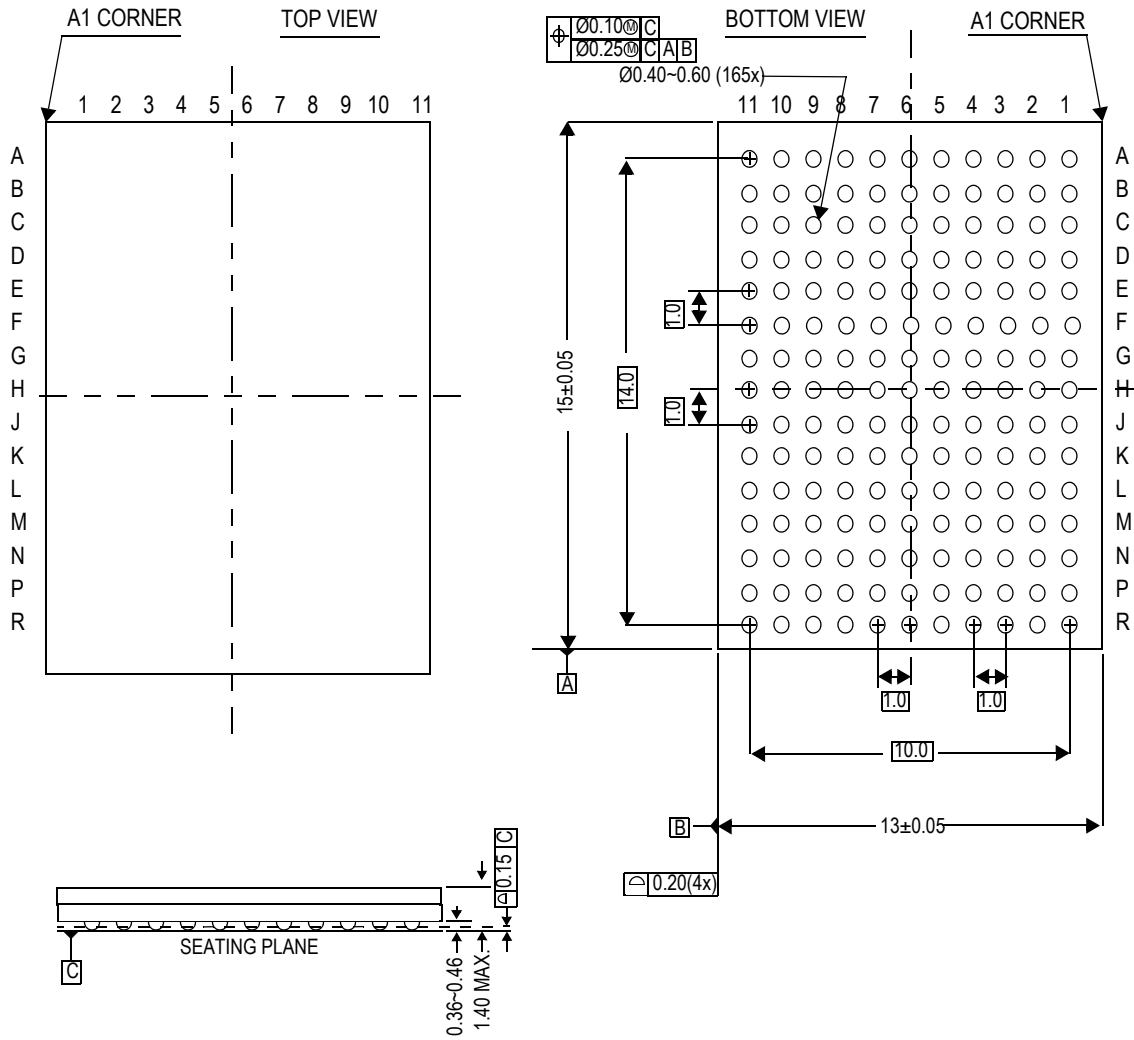 A1 CORNER
TOP VIEW
1 2 3 4 5 6 7 8 9 10 11
A
B
C
D
E
F
G
H
J
K
L
M
N
P
R
BOTTOM VIEW
A1 CORNER
Ø0.10Ⓜ C
Ø0.25Ⓜ C A B
Ø0.40~0.60 (165x)
11 10 9 8 7 6 5 4 3 2 1
A
B
C
D
E
F
G
H
J
K
L
M
N
P
R
15±0.05
14.0
1.0
1.0
A
1.0
1.0
10.0
B
13±0.05
0.20(4x)
0.15 C
SEATING PLANE
C
0.36~0.46
1.40 MAX.